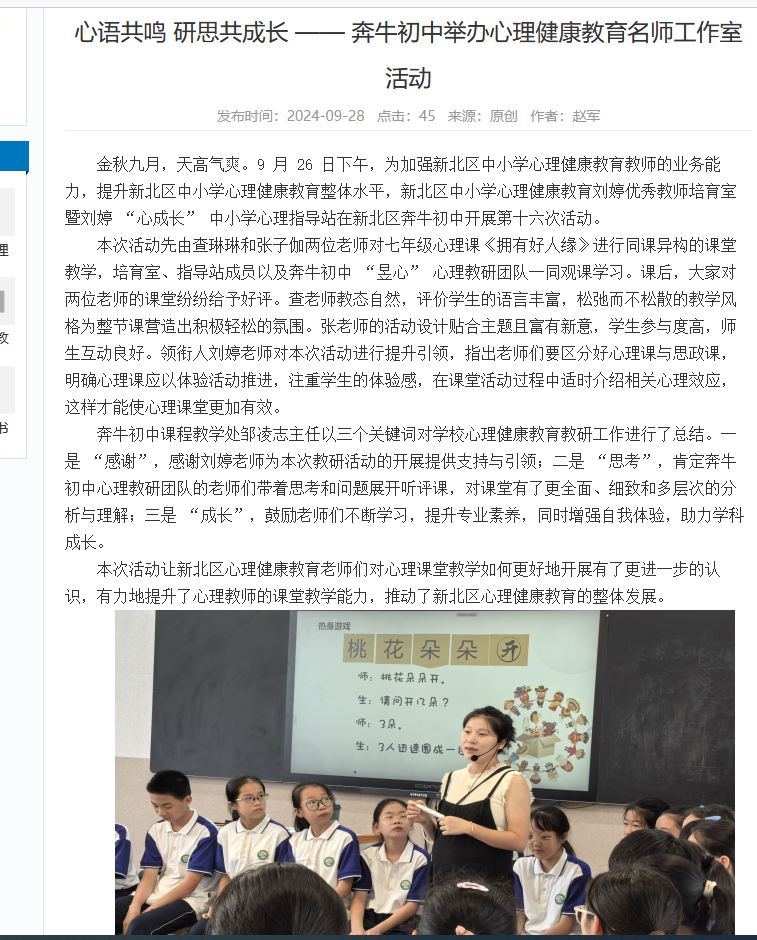 心语共鸣 研思共成长 —— 奔牛初中举办心理健康教育名师工作室
活动
发布时间：2024-09-28 点击：45 来源：原创 作者：赵军
金秋九月，天高气爽。9 月 26 日下午，为加强新北区中小学心理健康教育教师的业务能
力，提升新北区中小学心理健康教育整体水平，新北区中小学心理健康教育刘婷优秀教师培育室
暨刘婷 “心成长” 中小学心理指导站在新北区奔牛初中开展第十六次活动。
本次活动先由查琳琳和张子伽两位老师对七年级心理课《拥有好人缘》进行同课异构的课堂
教学，培育室、指导站成员以及奔牛初中 “昱心” 心理教研团队一同观课学习。课后，大家对
两位老师的课堂纷纷给予好评。查老师教态自然，评价学生的语言丰富，松弛而不松散的教学风
格为整节课营造出积极轻松的氛围。张老师的活动设计贴合主题且富有新意，学生参与度高，师
生互动良好。领衔人刘婷老师对本次活动进行提升引领，指出老师们要区分好心理课与思政课，
明确心理课应以体验活动推进，注重学生的体验感，在课堂活动过程中适时介绍相关心理效应，
这样才能使心理课堂更加有效。
奔牛初中课程教学处邹凌志主任以三个关键词对学校心理健康教育教研工作进行了总结。一
是 “感谢”，感谢刘婷老师为本次教研活动的开展提供支持与引领；二是 “思考”，肯定奔牛
初中心理教研团队的老师们带着思考和问题展开听评课，对课堂有了更全面、细致和多层次的分
析与理解；三是 “成长”，鼓励老师们不断学习，提升专业素养，同时增强自我体验，助力学科
成长。
本次活动让新北区心理健康教育老师们对心理课堂教学如何更好地开展有了更进一步的认
识，有力地提升了心理教师的课堂教学能力，推动了新北区心理健康教育的整体发展。
理
教
书
热身游戏
桃花朵朵开
师：桃花朵朵开。
生：请问开几朵？
师：3朵。
生：3人迅速围成一